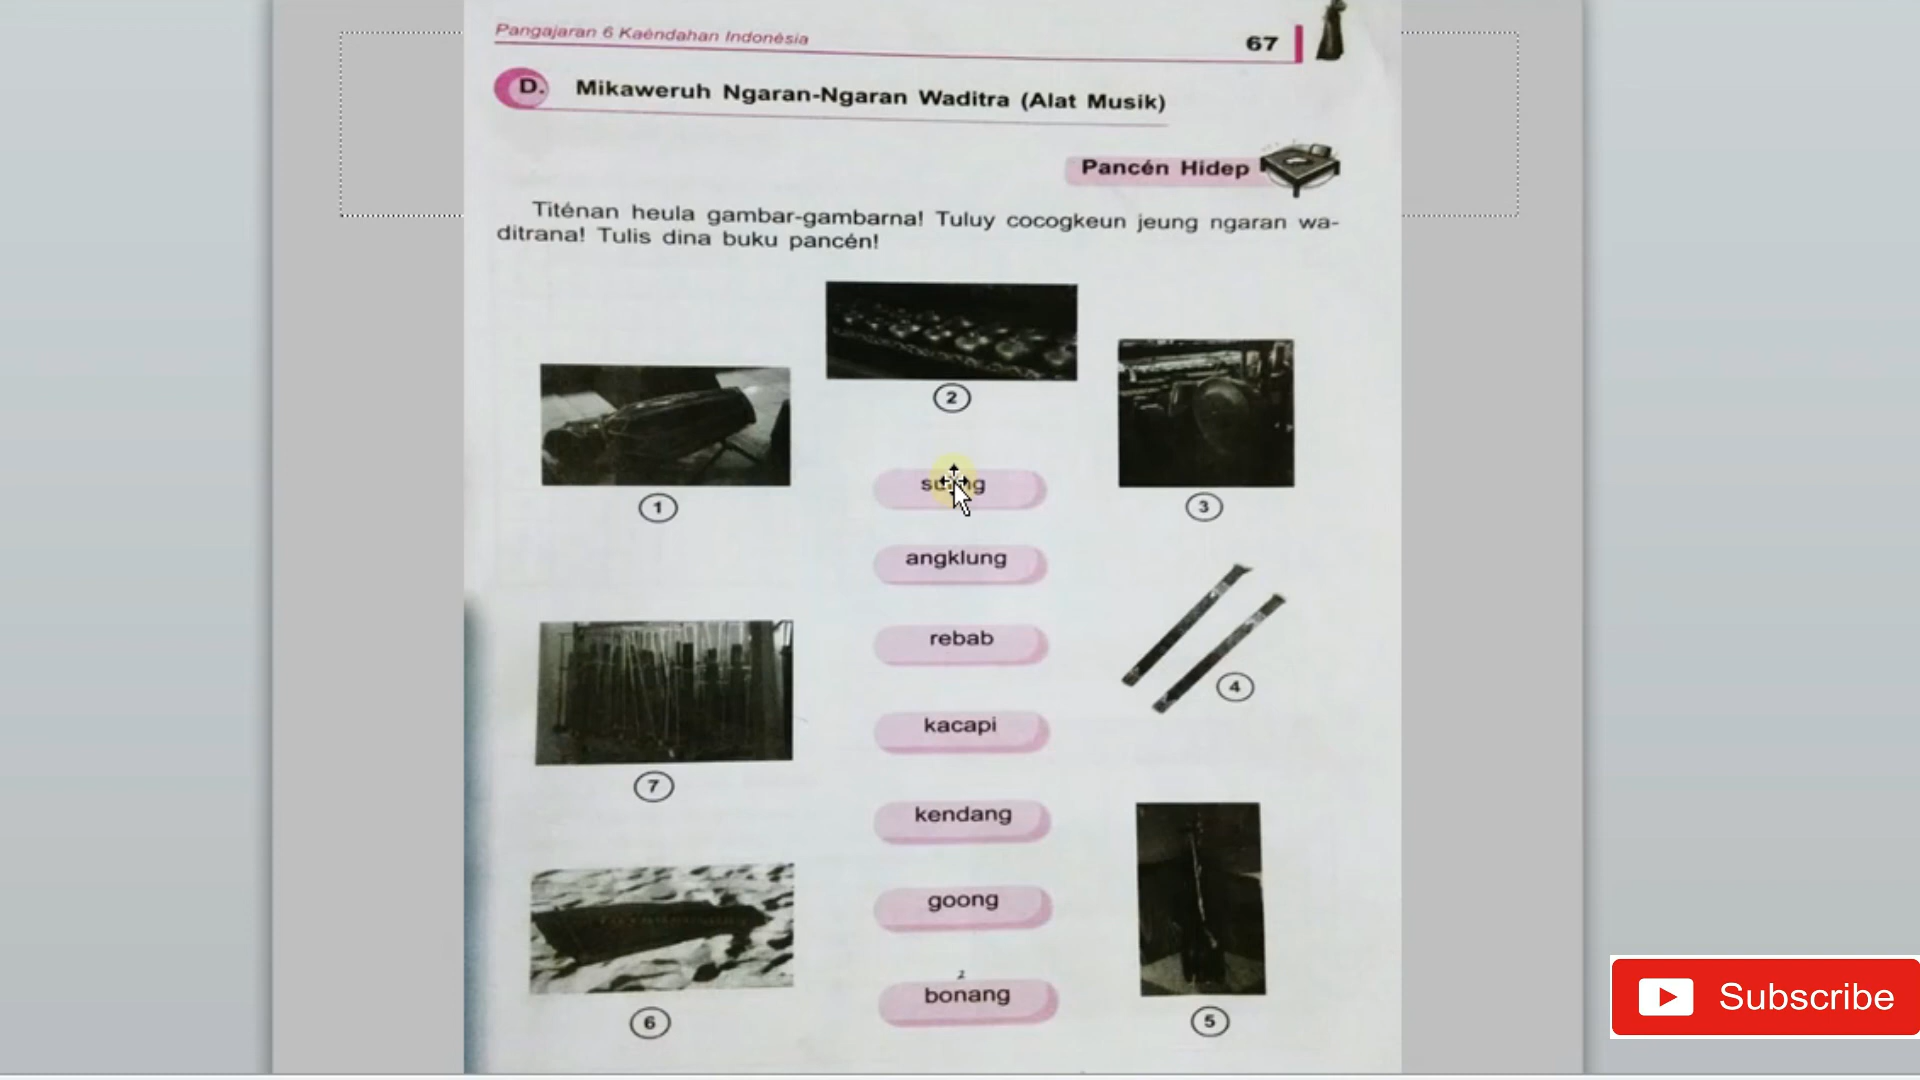 Pangajaran 6 Kaéndahan Indonésia
67
D. Mikaweruh Ngaran-Ngaran Waditra (Alat Musik)
Pancén Hidep
Titénan heula gambar-gambarna! Tuluy cocogkeun jeung ngaran wa-
ditrana! Tulis dina buku pancén!
2
1
3
angklung
rebab
4
kacapi
7
kendang
goong
2
bonang
6
5
Subscribe